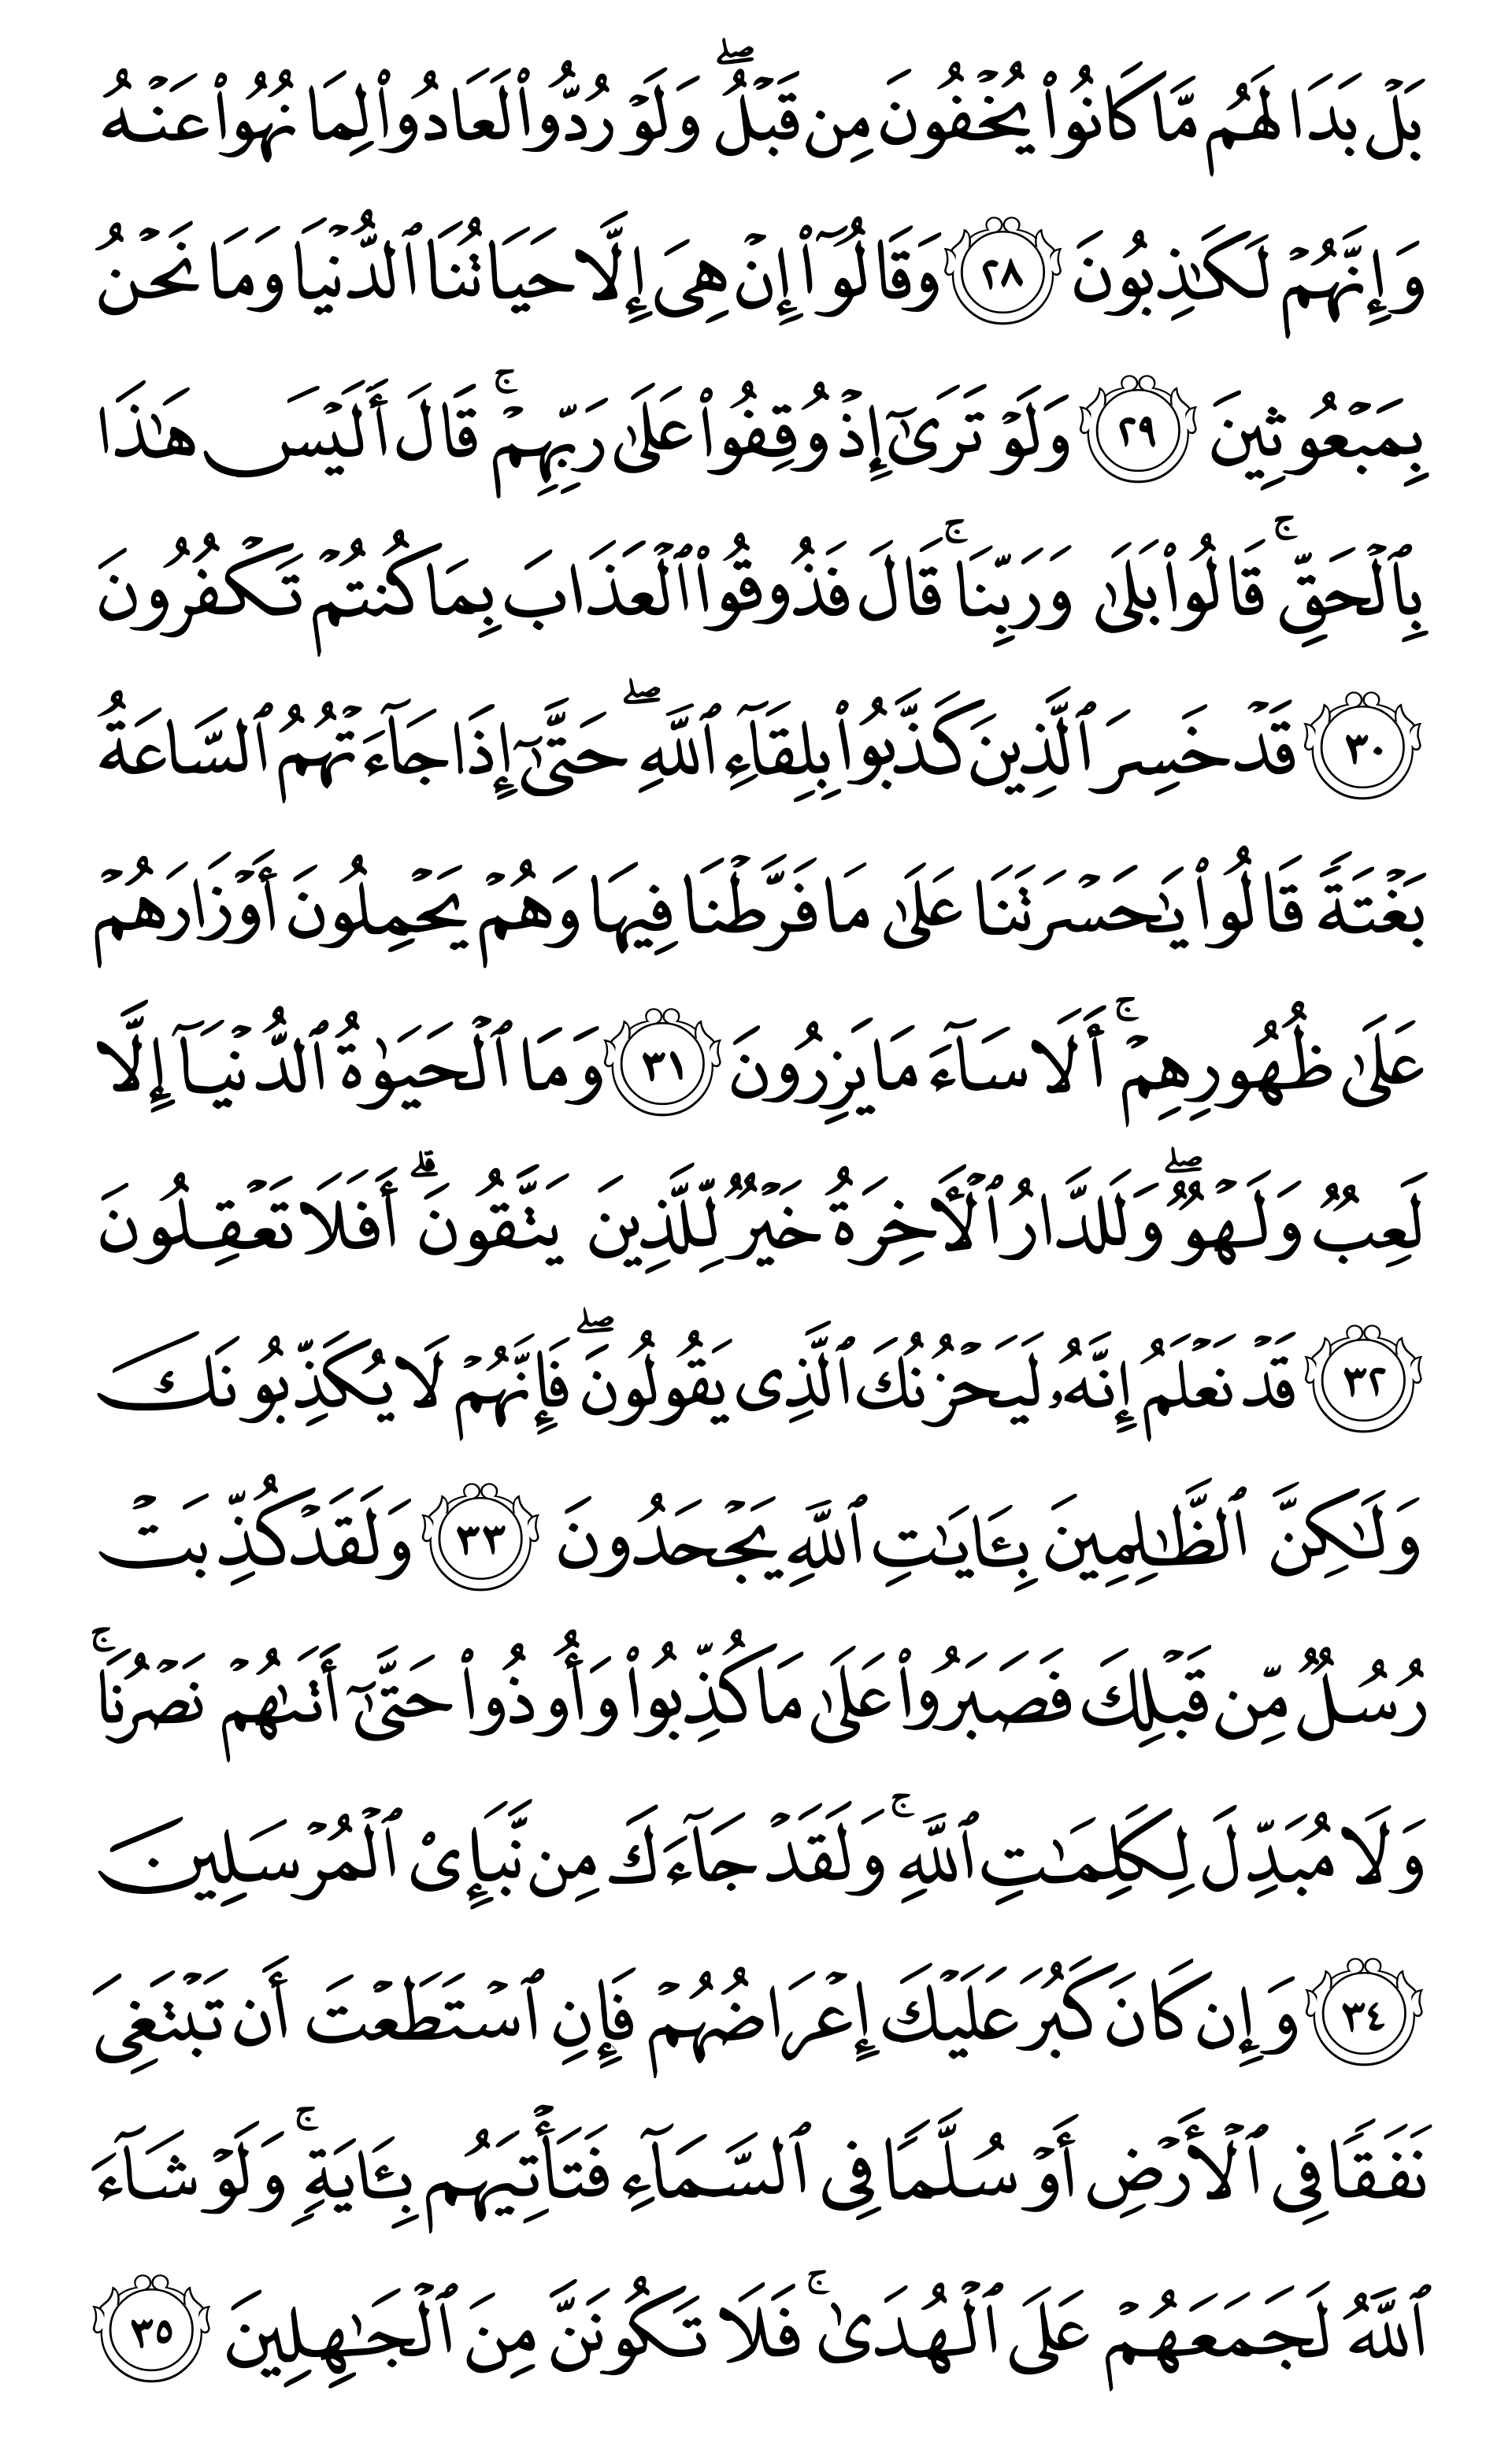 بَلۡ بَدَا لَهُم مَّا كَانُواْ يُخۡفُونَ مِن قَبۡلُۖ وَلَوۡ رُدُّواْ لَعَادُواْ لِمَا نُهُواْ عَنۡهُ
وَإِنَّهُمۡ لَكَٰذِبُونَ ٢٨ وَقَالُوٓاْ إِنۡ هِيَ إِلَّا حَيَاتُنَا ٱلدُّنۡيَا وَمَا نَحۡنُ
بِمَبۡعُوثِينَ ٢٩ وَلَوۡ تَرَىٰٓ إِذۡ وُقِفُواْ عَلَىٰ رَبِّهِمۡۚ قَالَ أَلَيۡسَ هَٰذَا
بِٱلۡحَقِّۚ قَالُواْ بَلَىٰ وَرَبِّنَاۚ قَالَ فَذُوقُواْ ٱلۡعَذَابَ بِمَا كُنتُمۡ تَكۡفُرُونَ
٣٠ قَدۡ خَسِرَ ٱلَّذِينَ كَذَّبُواْ بِلِقَآءِ ٱللَّهِۖ حَتَّىٰٓ إِذَا جَآءَتۡهُمُ ٱلسَّاعَةُ
بَغۡتَةٗ قَالُواْ يَٰحَسۡرَتَنَا عَلَىٰ مَا فَرَّطۡنَا فِيهَا وَهُمۡ يَحۡمِلُونَ أَوۡزَارَهُمۡ
عَلَىٰ ظُهُورِهِمۡۚ أَلَا سَآءَ مَا يَزِرُونَ ٣١ وَمَا ٱلۡحَيَوٰةُ ٱلدُّنۡيَآ إِلَّا
لَعِبٞ وَلَهۡوٞۖ وَلَلدَّارُ ٱلۡأٓخِرَةُ خَيۡرٞ لِّلَّذِينَ يَتَّقُونَۚ أَفَلَا تَعۡقِلُونَ
٣٢ قَدۡ نَعۡلَمُ إِنَّهُۥ لَيَحۡزُنُكَ ٱلَّذِي يَقُولُونَۖ فَإِنَّهُمۡ لَا يُكَذِّبُونَكَ
وَلَٰكِنَّ ٱلظَّٰلِمِينَ بِـَٔايَٰتِ ٱللَّهِ يَجۡحَدُونَ ٣٣ وَلَقَدۡ كُذِّبَتۡ
رُسُلٞ مِّن قَبۡلِكَ فَصَبَرُواْ عَلَىٰ مَا كُذِّبُواْ وَأُوذُواْ حَتَّىٰٓ أَتَىٰهُمۡ نَصۡرُنَاۚ
وَلَا مُبَدِّلَ لِكَلِمَٰتِ ٱللَّهِۚ وَلَقَدۡ جَآءَكَ مِن نَّبَإِيْ ٱلۡمُرۡسَلِينَ
٣٤ وَإِن كَانَ كَبُرَ عَلَيۡكَ إِعۡرَاضُهُمۡ فَإِنِ ٱسۡتَطَعۡتَ أَن تَبۡتَغِيَ
نَفَقٗا فِي ٱلۡأَرۡضِ أَوۡ سُلَّمٗا فِي ٱلسَّمَآءِ فَتَأۡتِيَهُم بِـَٔايَةٖۚ وَلَوۡ شَآءَ
ٱللَّهُ لَجَمَعَهُمۡ عَلَى ٱلۡهُدَىٰۚ فَلَا تَكُونَنَّ مِنَ ٱلۡجَٰهِلِينَ ٣٥